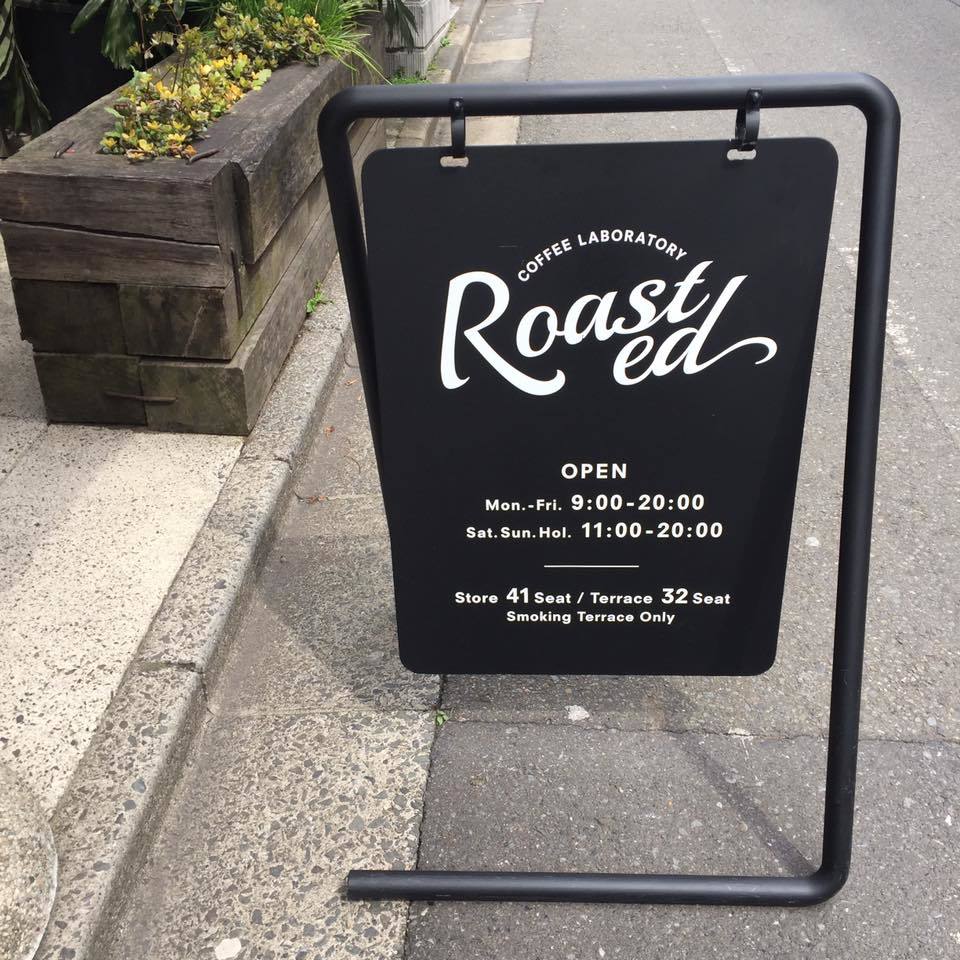 COFFEE LABORATORY
Roast
ed
OPEN
Mon.-Fri. 9:00-20:00
Sat.Sun.Hol. 11:00-20:00
Store 41 Seat / Terrace 32 Seat
Smoking Terrace Only